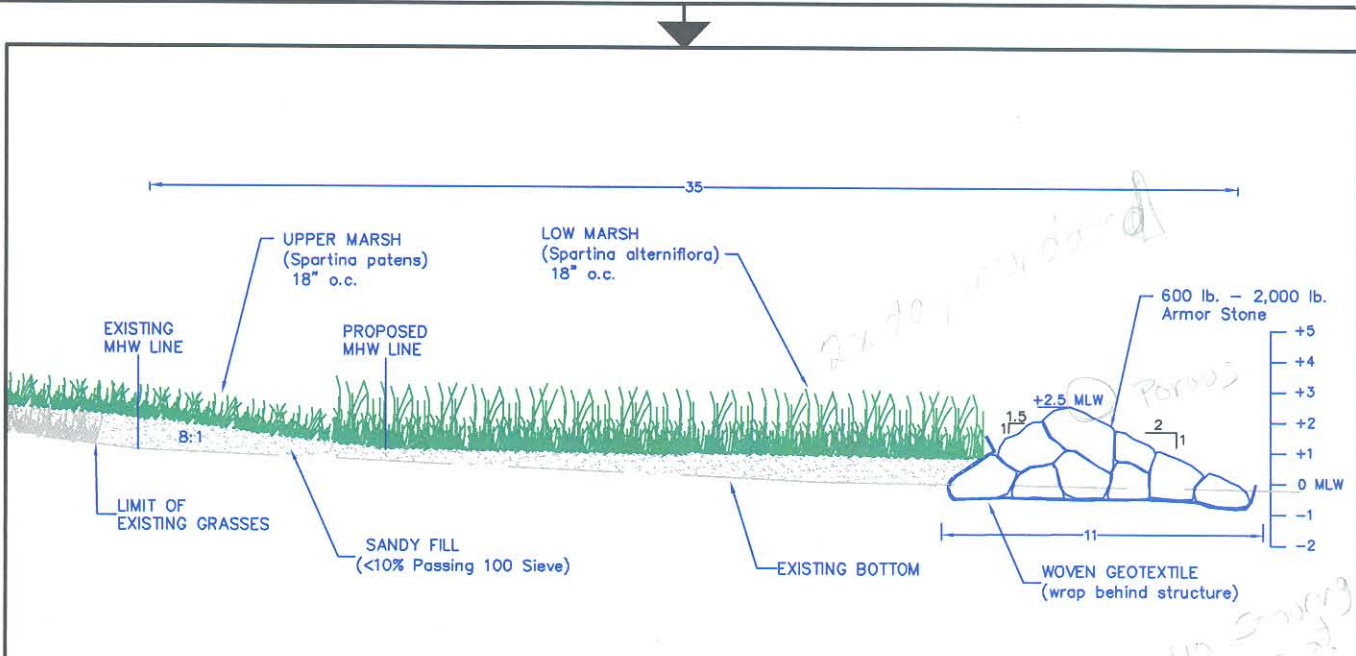 35
UPPER MARSH
(Spartina patens)
18" o.c.
LOW MARSH
(Spartina alterniflora)
18" o.c.
600 lb. - 2,000 lb.
Armor Stone
EXISTING
MHW LINE
PROPOSED
MHW LINE
+5
+4
+3
+2
+1
0 MLW
-1
-2
Porous
+2.5 MLW
1.5
1
2
1
8:1
LIMIT OF
EXISTING GRASSES
SANDY FILL
(<10% Passing 100 Sieve)
EXISTING BOTTOM
11
WOVEN GEOTEXTILE
(wrap behind structure)